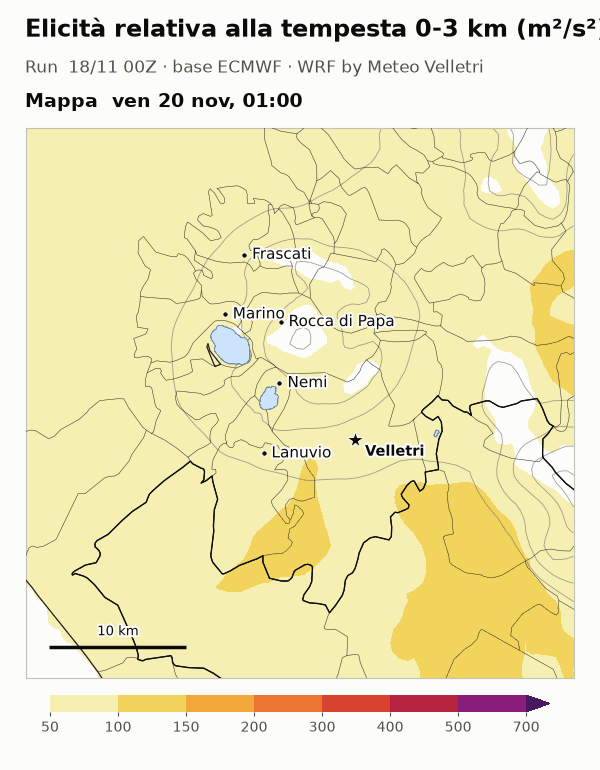 Elicità relativa alla tempesta 0-3 km (m²/s²)
Run 18/11 00Z · base ECMWF · WRF by Meteo Velletri
Mappa ven 20 nov, 01:00
Frascati
Marino
Rocca di Papa
Nemi
Velletri
Lanuvio
10 km
50 100 150 200 300 400 500 700